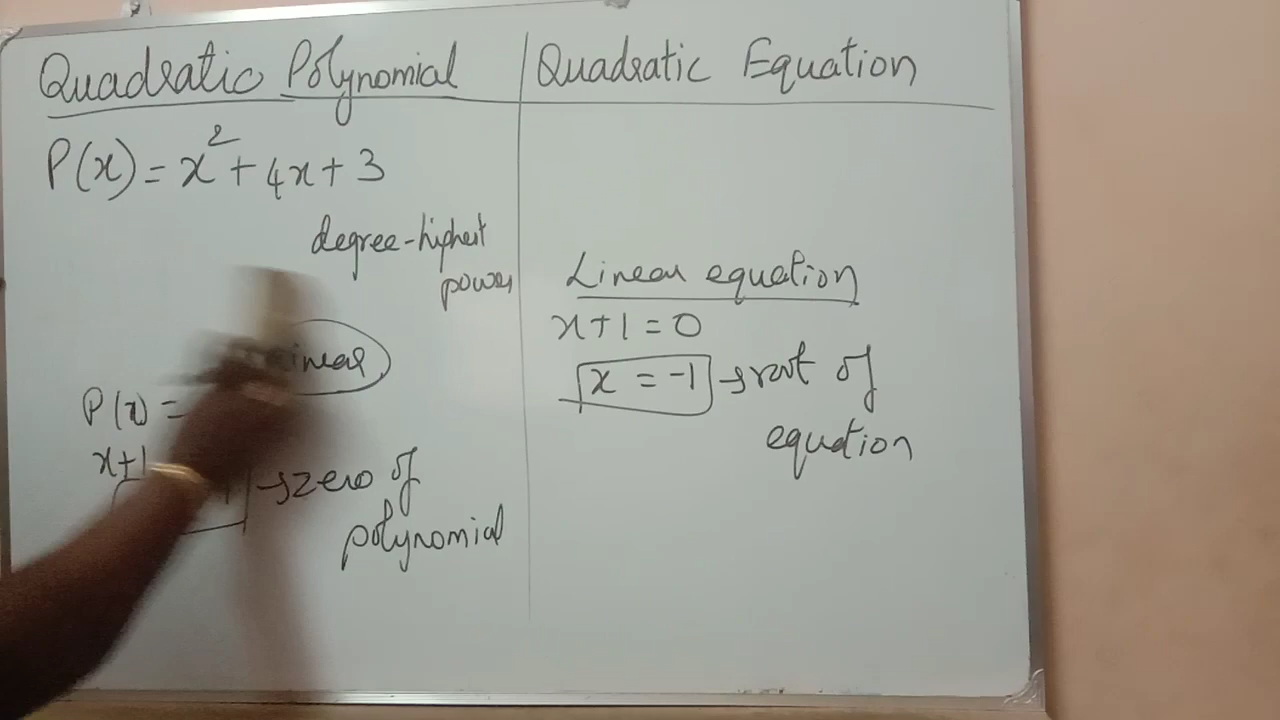 Quadratic Polynomial
P(x) = x² + 4x + 3
degree - highest
power
P(x) =
x+1
→ zero of
polynomial
Quadratic Equation
Linear equation
x+1 = 0
x = -1 → root of
equation